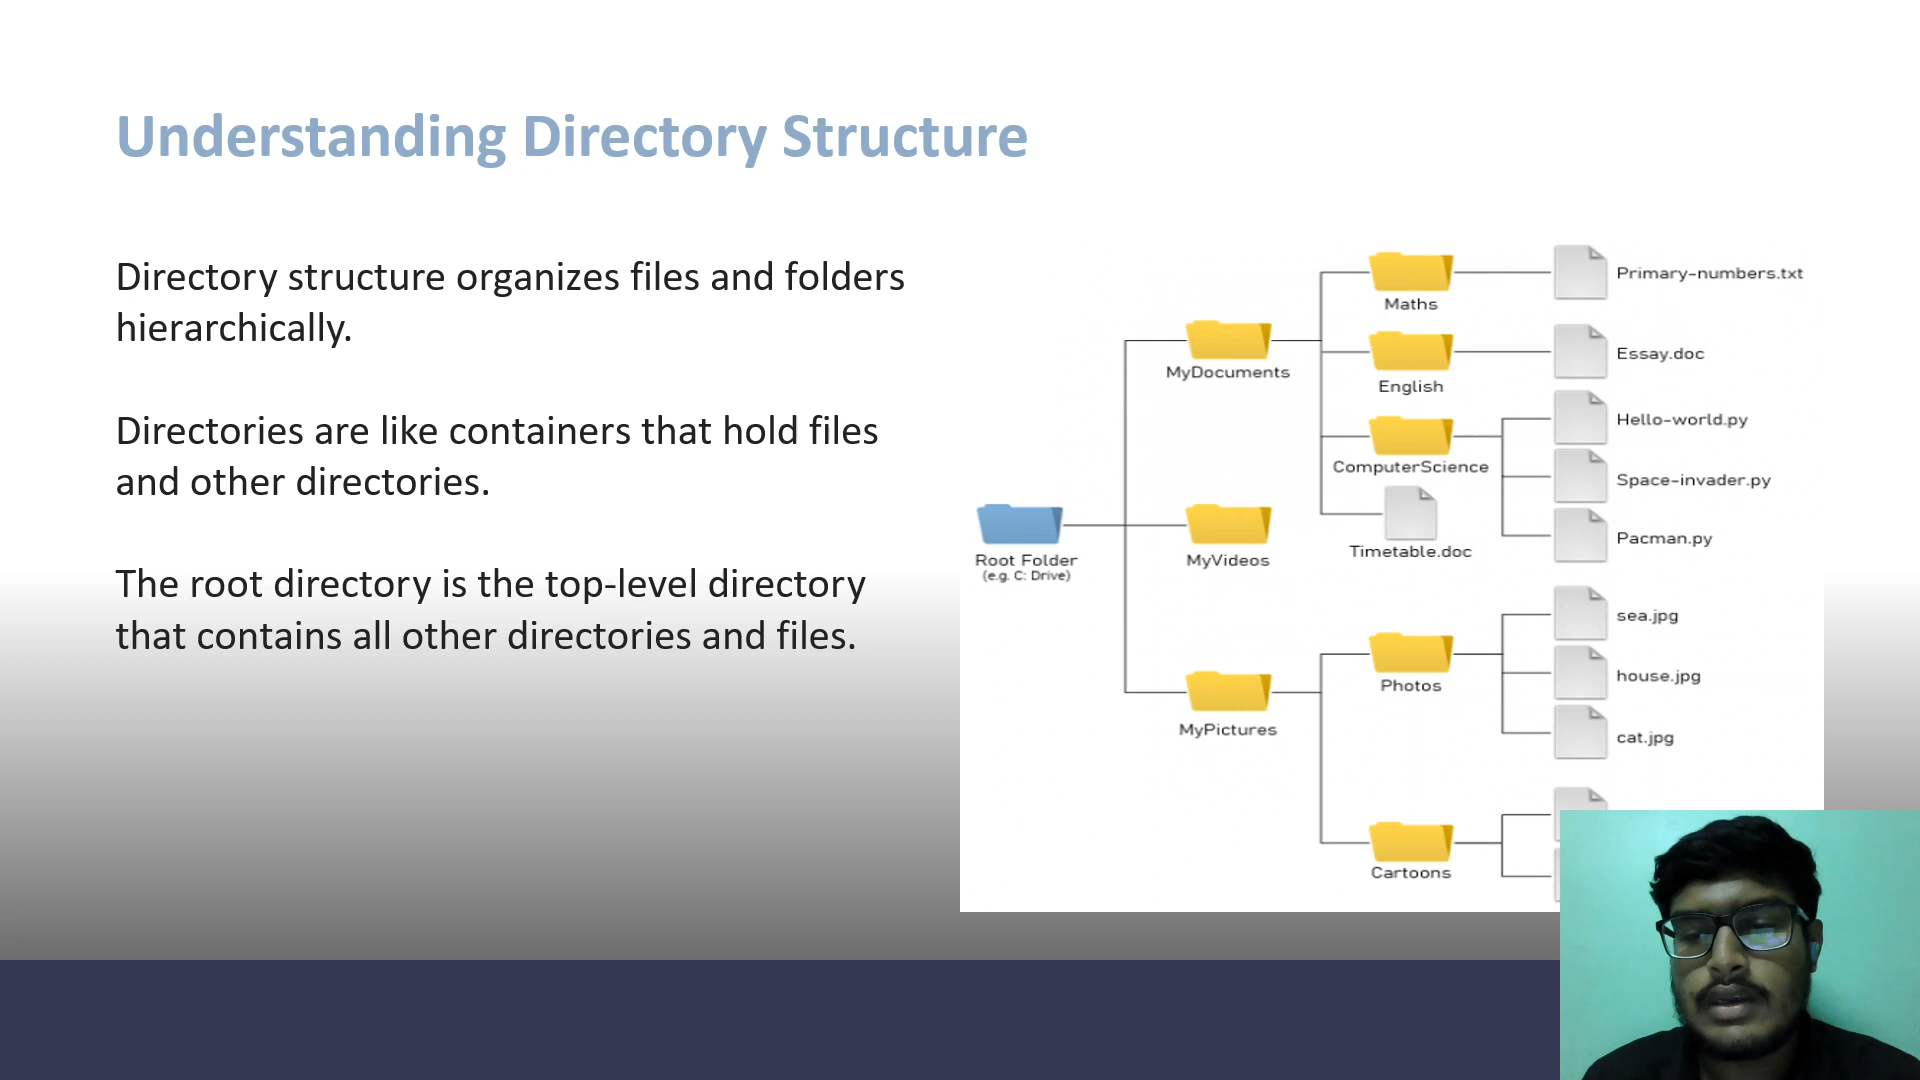 Understanding Directory Structure
Directory structure organizes files and folders
hierarchically.
Directories are like containers that hold files
and other directories.
The root directory is the top-level directory
that contains all other directories and files.
Root Folder
(e.g. C: Drive)
MyDocuments
MyVideos
MyPictures
Maths
English
ComputerScience
Timetable.doc
Photos
Cartoons
Primary-numbers.txt
Essay.doc
Hello-world.py
Space-invader.py
Pacman.py
sea.jpg
house.jpg
cat.jpg